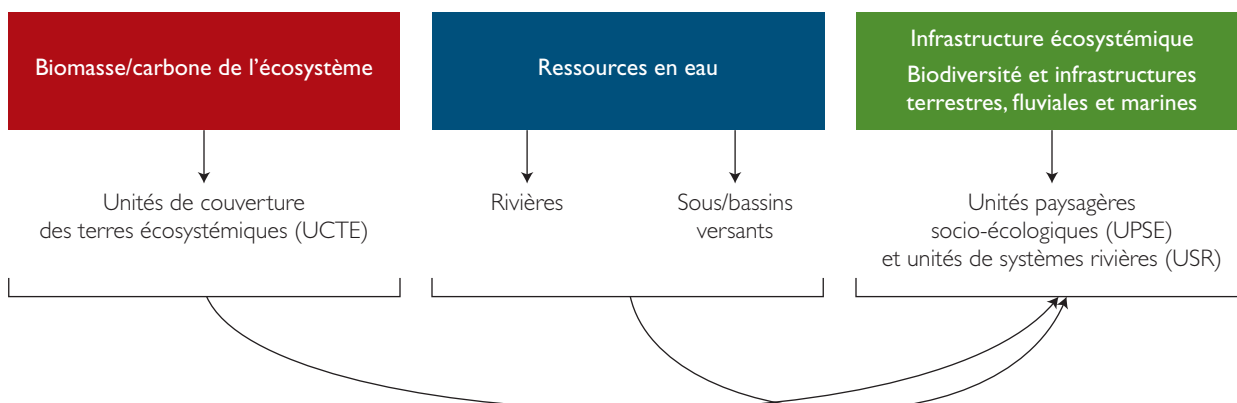 Biomasse/carbone de l'écosystème
Ressources en eau
Infrastructure écosystémique
Biodiversité et infrastructures
terrestres, fluviales et marines
Unités de couverture
des terres écosystémiques (UCTE)
Rivières
Sous/bassins
versants
Unités paysagères
socio-écologiques (UPSE)
et unités de systèmes rivières (USR)